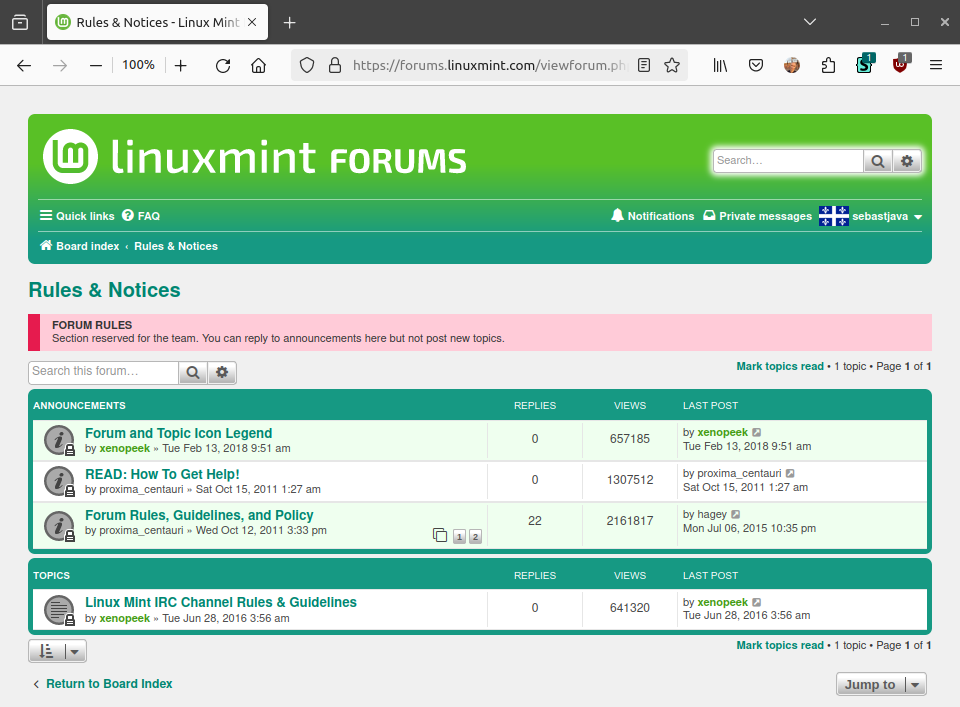 Rules & Notices - Linux Mint
100%
https://forums.linuxmint.com/viewforum.ph
1
1
linuxmint FORUMS
Search…
Quick links FAQ
Notifications Private messages sebastjava
Board index ‹ Rules & Notices
Rules & Notices
FORUM RULES
Section reserved for the team. You can reply to announcements here but not post new topics.
Search this forum…
Mark topics read • 1 topic • Page 1 of 1
ANNOUNCEMENTS REPLIES VIEWS LAST POST
Forum and Topic Icon Legend
by xenopeek » Tue Feb 13, 2018 9:51 am
0
657185
by xenopeek
Tue Feb 13, 2018 9:51 am
READ: How To Get Help!
by proxima_centauri » Sat Oct 15, 2011 1:27 am
0
1307512
by proxima_centauri
Sat Oct 15, 2011 1:27 am
Forum Rules, Guidelines, and Policy
by proxima_centauri » Wed Oct 12, 2011 3:33 pm
1 2
22
2161817
by hagey
Mon Jul 06, 2015 10:35 pm
TOPICS REPLIES VIEWS LAST POST
Linux Mint IRC Channel Rules & Guidelines
by xenopeek » Tue Jun 28, 2016 3:56 am
0
641320
by xenopeek
Tue Jun 28, 2016 3:56 am
Mark topics read • 1 topic • Page 1 of 1
Return to Board Index
Jump to